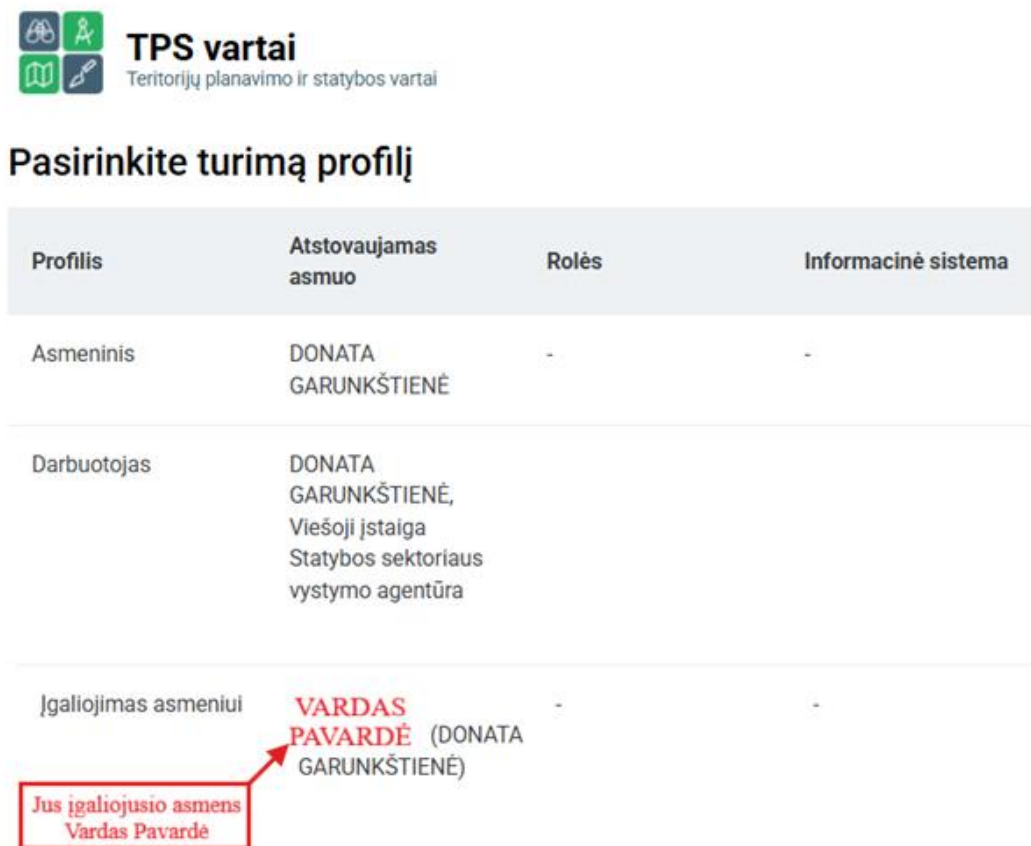 TPS vartai
Teritorijų planavimo ir statybos vartai
Pasirinkite turimą profilį
Profilis
Atstovaujamas
asmuo
Rolės
Informacinė sistema
Asmeninis
DONATA
GARUNKŠTIENĖ
-
-
Darbuotojas
DONATA
GARUNKŠTIENĖ,
Viešoji įstaiga
Statybos sektoriaus
vystymo agentūra
Įgaliojimas asmeniui
VARDAS
PAVARDĖ (DONATA
GARUNKŠTIENĖ)
-
-
Jus įgaliojusio asmens
Vardas Pavardė